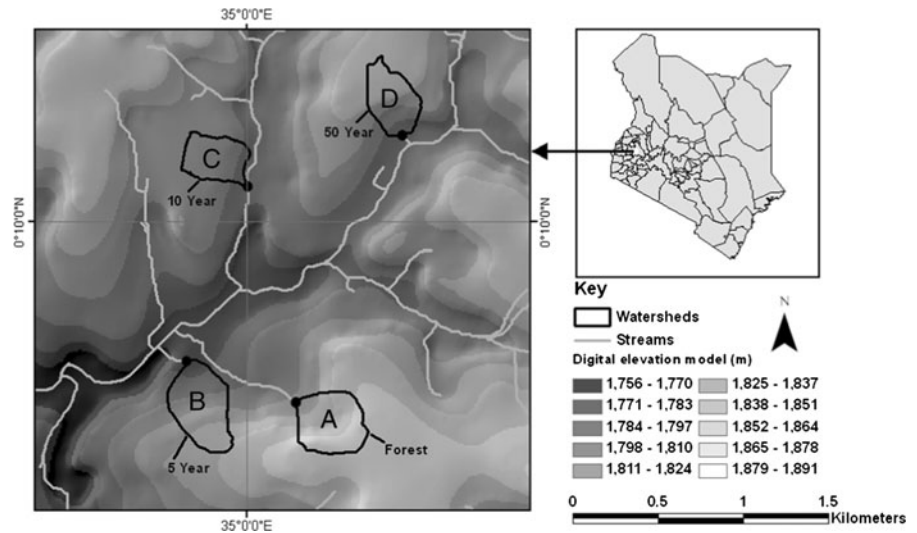 35°0'0"E
D
50 Year
C
10 Year
0°10'0"N
0°10'0"N
B
5 Year
A
Forest
35°0'0"E
Key
N
Watersheds
Streams
Digital elevation model (m)
1,756 - 1,770 1,825 - 1,837
1,771 - 1,783 1,838 - 1,851
1,784 - 1,797 1,852 - 1,864
1,798 - 1,810 1,865 - 1,878
1,811 - 1,824 1,879 - 1,891
0 0.5 1 1.5
Kilometers